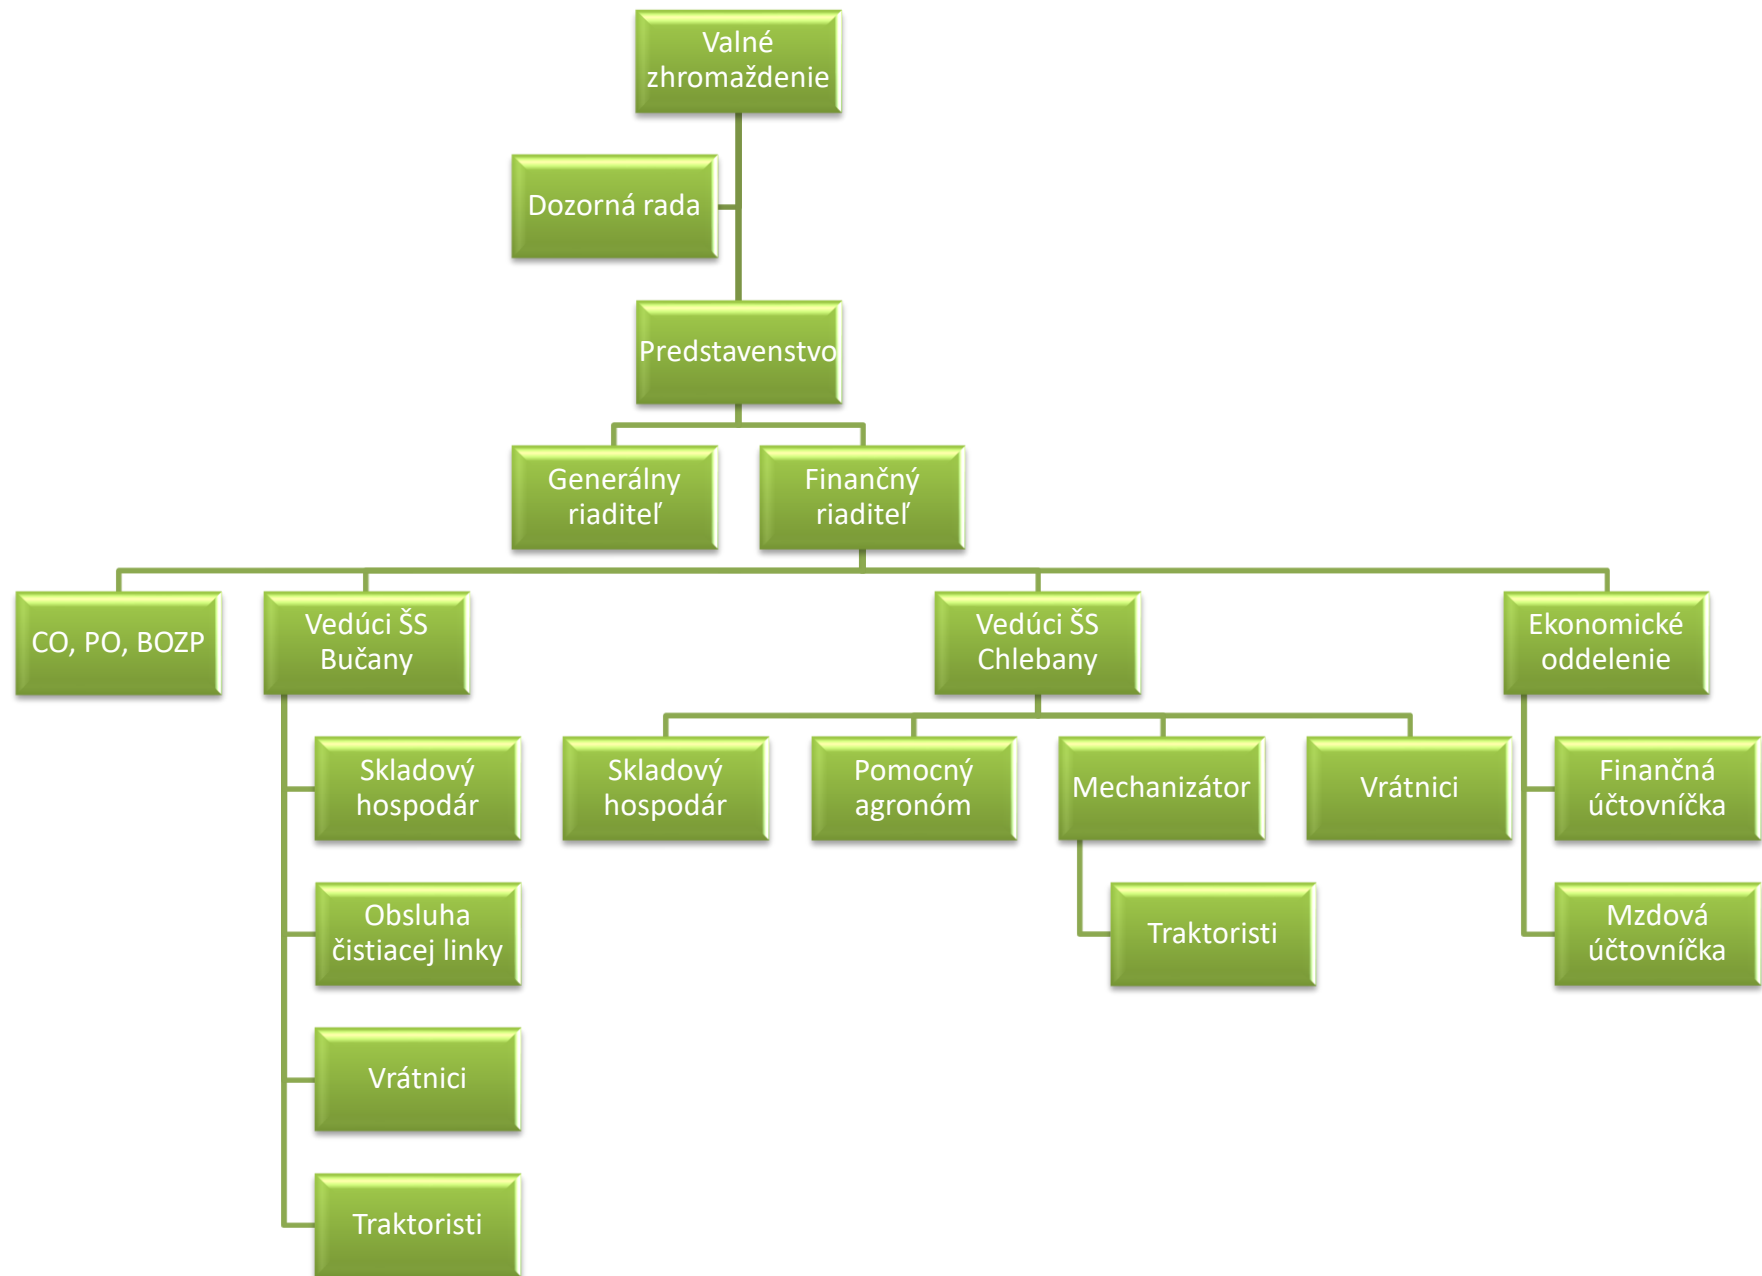 Valné
zhromaždenie
Dozorná rada
Predstavenstvo
Generálny
riaditeľ
Finančný
riaditeľ
CO, PO, BOZP
Vedúci ŠS
Bučany
Vedúci ŠS
Chlebany
Ekonomické
oddelenie
Skladový
hospodár
Skladový
hospodár
Pomocný
agronóm
Mechanizátor
Vrátnici
Finančná
účtovníčka
Obsluha
čistiacej linky
Traktoristi
Mzdová
účtovníčka
Vrátnici
Traktoristi